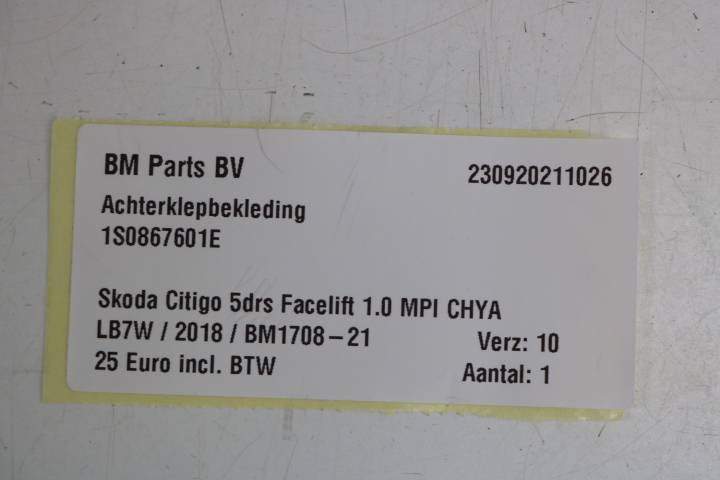 BM Parts BV 230920211026
Achterklepbekleding
1S0867601E
Skoda Citigo 5drs Facelift 1.0 MPI CHYA
LB7W / 2018 / BM1708-21 Verz: 10
25 Euro incl. BTW Aantal: 1